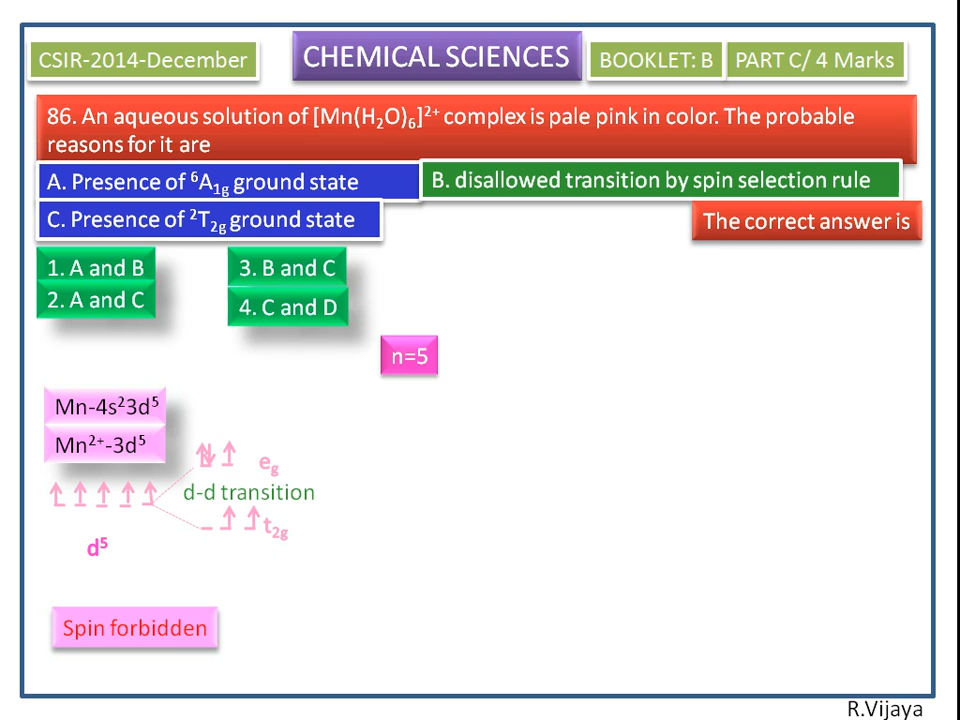 CSIR-2014-December
CHEMICAL SCIENCES
BOOKLET: B
PART C/ 4 Marks
86. An aqueous solution of [Mn(H₂O)₆]²⁺ complex is pale pink in color. The probable
reasons for it are
A. Presence of ⁶A₁g ground state
B. disallowed transition by spin selection rule
C. Presence of ²T₂g ground state
The correct answer is
1. A and B
3. B and C
2. A and C
4. C and D
n=5
Mn-4s²3d⁵
Mn²⁺-3d⁵
eg
d-d transition
t₂g
d⁵
Spin forbidden
R.Vijaya